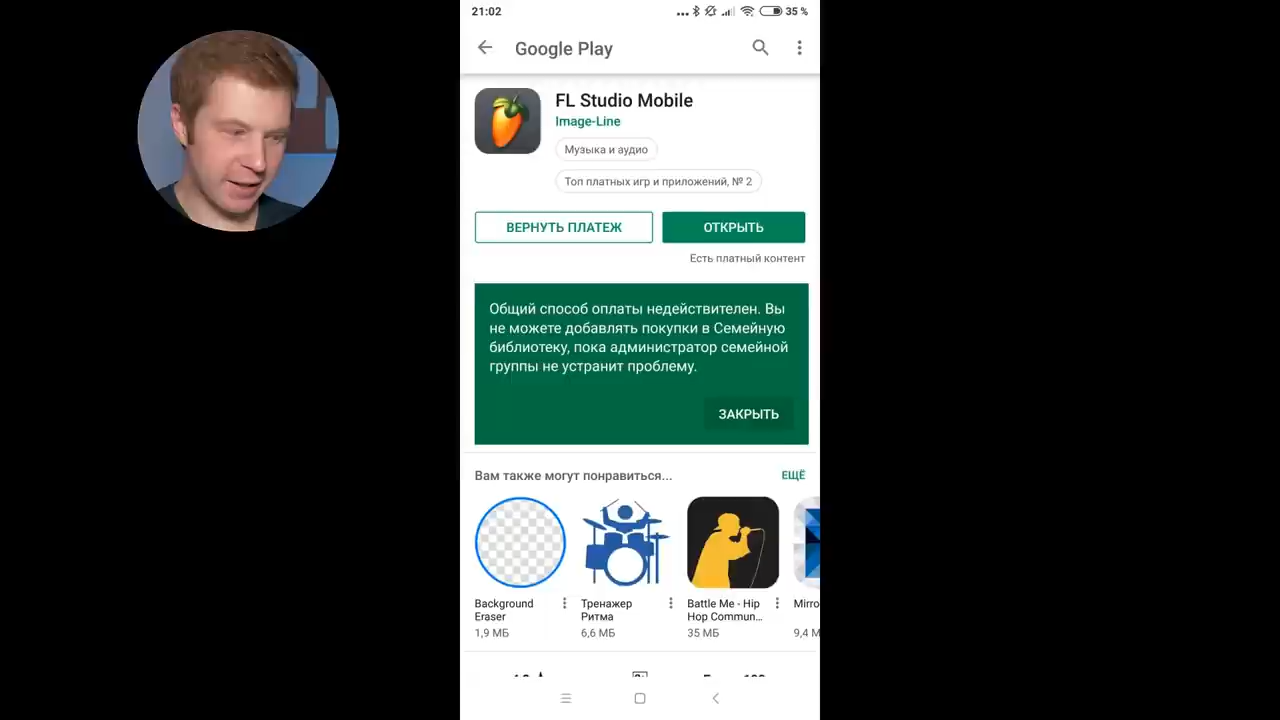 21:02
35 %
Google Play
FL Studio Mobile
Image-Line
Музыка и аудио
Топ платных игр и приложений, № 2
ВЕРНУТЬ ПЛАТЕЖ
ОТКРЫТЬ
Есть платный контент
Общий способ оплаты недействителен. Вы
не можете добавлять покупки в Семейную
библиотеку, пока администратор семейной
группы не устранит проблему.
ЗАКРЫТЬ
Вам также могут понравиться...
ЕЩЁ
Background
Eraser
1,9 МБ
Тренажер
Ритма
6,6 МБ
Battle Me - Hip
Hop Commun...
35 МБ
Mirro
9,4 М